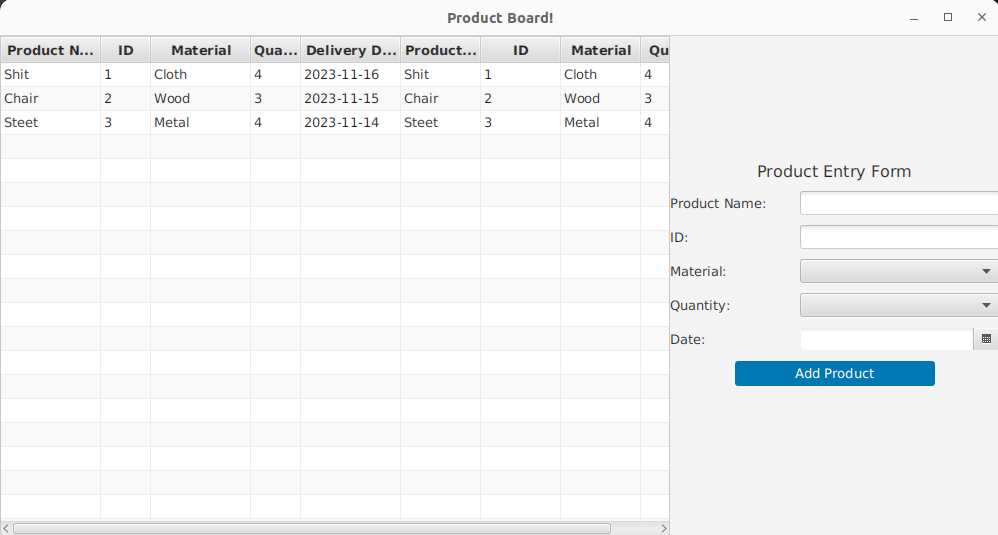 Product Board!
Product N... ID Material Qua... Delivery D... Product... ID Material Qu
Shit 1 Cloth 4 2023-11-16 Shit 1 Cloth 4
Chair 2 Wood 3 2023-11-15 Chair 2 Wood 3
Steet 3 Metal 4 2023-11-14 Steet 3 Metal 4
Product Entry Form
Product Name:
ID:
Material:
Quantity:
Date:
Add Product